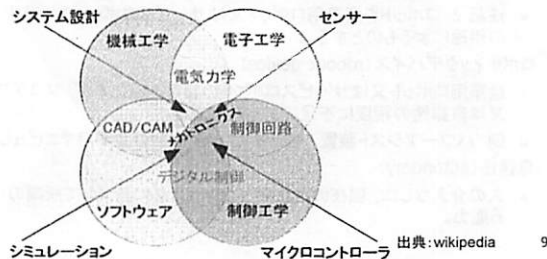 システム設計
センサー
機械工学
電子工学
電気力学
CAD/CAM
メカトロニクス
制御回路
デジタル制御
ソフトウェア
制御工学
シミュレーション
マイクロコントローラ
出典：wikipedia
9